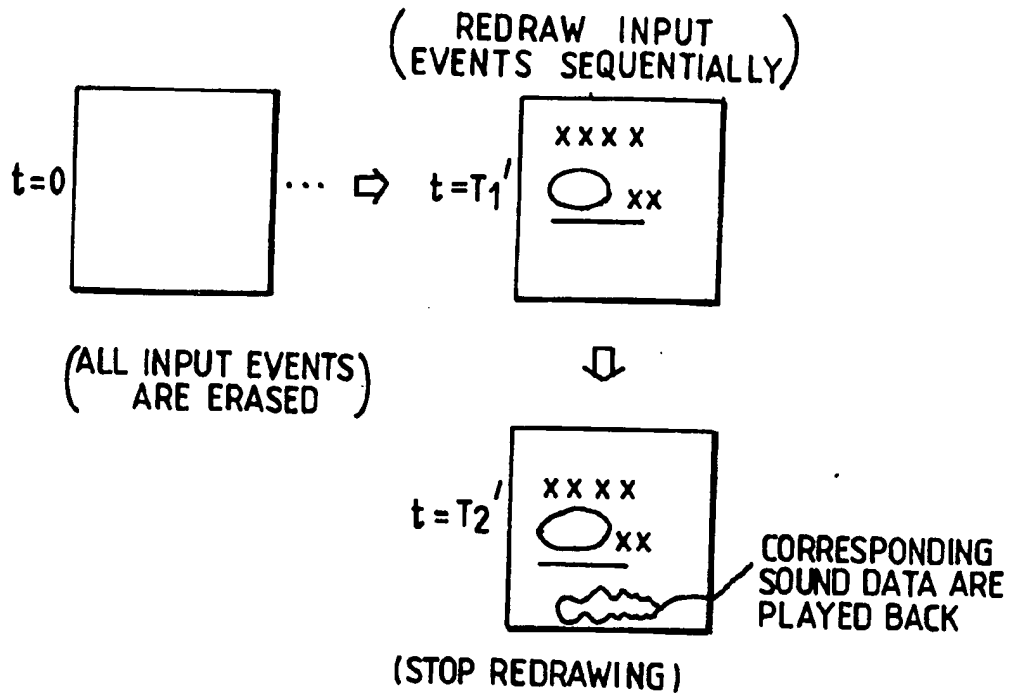 (REDRAW INPUT
EVENTS SEQUENTIALLY)
t=0
...
t=T1'
xxxx
xx
(ALL INPUT EVENTS
ARE ERASED)
t=T2'
xxxx
xx
CORRESPONDING
SOUND DATA ARE
PLAYED BACK
(STOP REDRAWING)